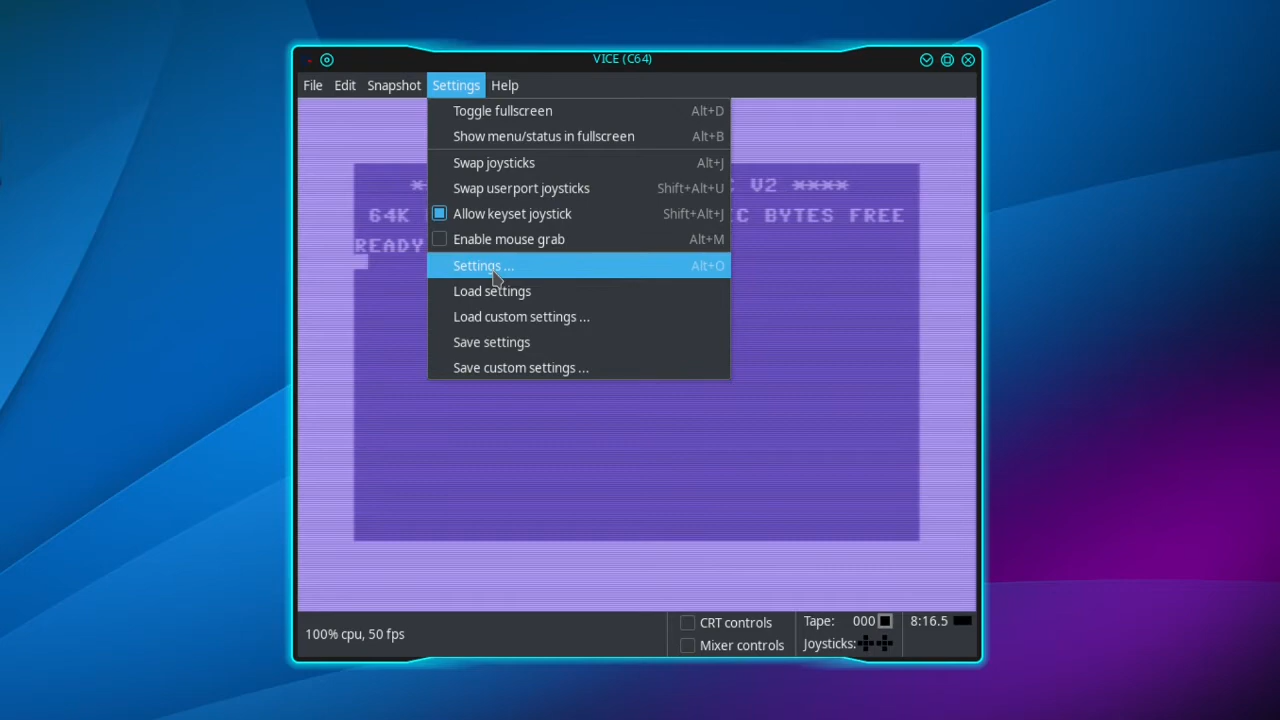 VICE (C64)
File Edit Snapshot Settings Help
Toggle fullscreen Alt+D
Show menu/status in fullscreen Alt+B
Swap joysticks Alt+J
Swap userport joysticks Shift+Alt+U
Allow keyset joystick Shift+Alt+J
Enable mouse grab Alt+M
Settings ... Alt+O
Load settings
Load custom settings ...
Save settings
Save custom settings ...
V2 ****
64K
C BYTES FREE
READY
100% cpu, 50 fps
CRT controls
Mixer controls
Tape: 000
Joysticks:
8:16.5